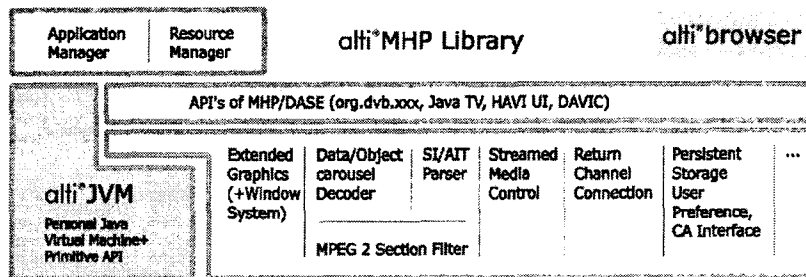 Application Manager
Resource Manager
alti*MHP Library
alti*browser
API's of MHP/DASE (org.dvb.xxx, Java TV, HAVI UI, DAVIC)
alti*JVM
Personal Java
Virtual Machine+
Primitive API
Extended
Graphics
(+Window
System)
Data/Object
carousel
Decoder
SI/AIT
Parser
MPEG 2 Section Filter
Streamed
Media
Control
Return
Channel
Connection
Persistent
Storage
User
Preference,
CA Interface
...